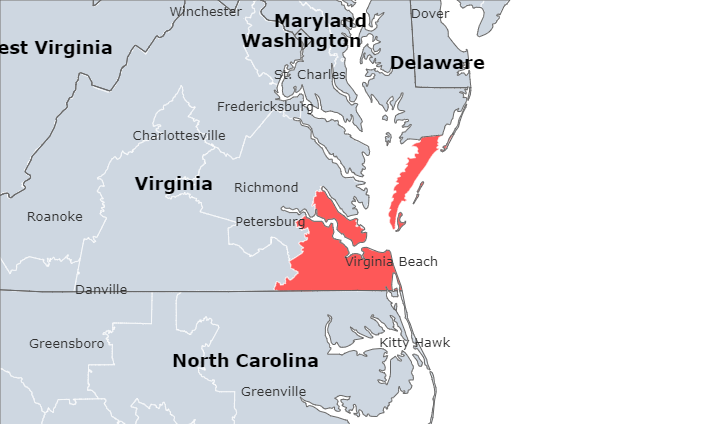 Winchester
Maryland
Dover
Washington
est Virginia
Delaware
St. Charles
Fredericksburg
Charlottesville
Virginia
Richmond
Roanoke
Petersburg
Virginia Beach
Danville
Greensboro
Kitty Hawk
North Carolina
Greenville